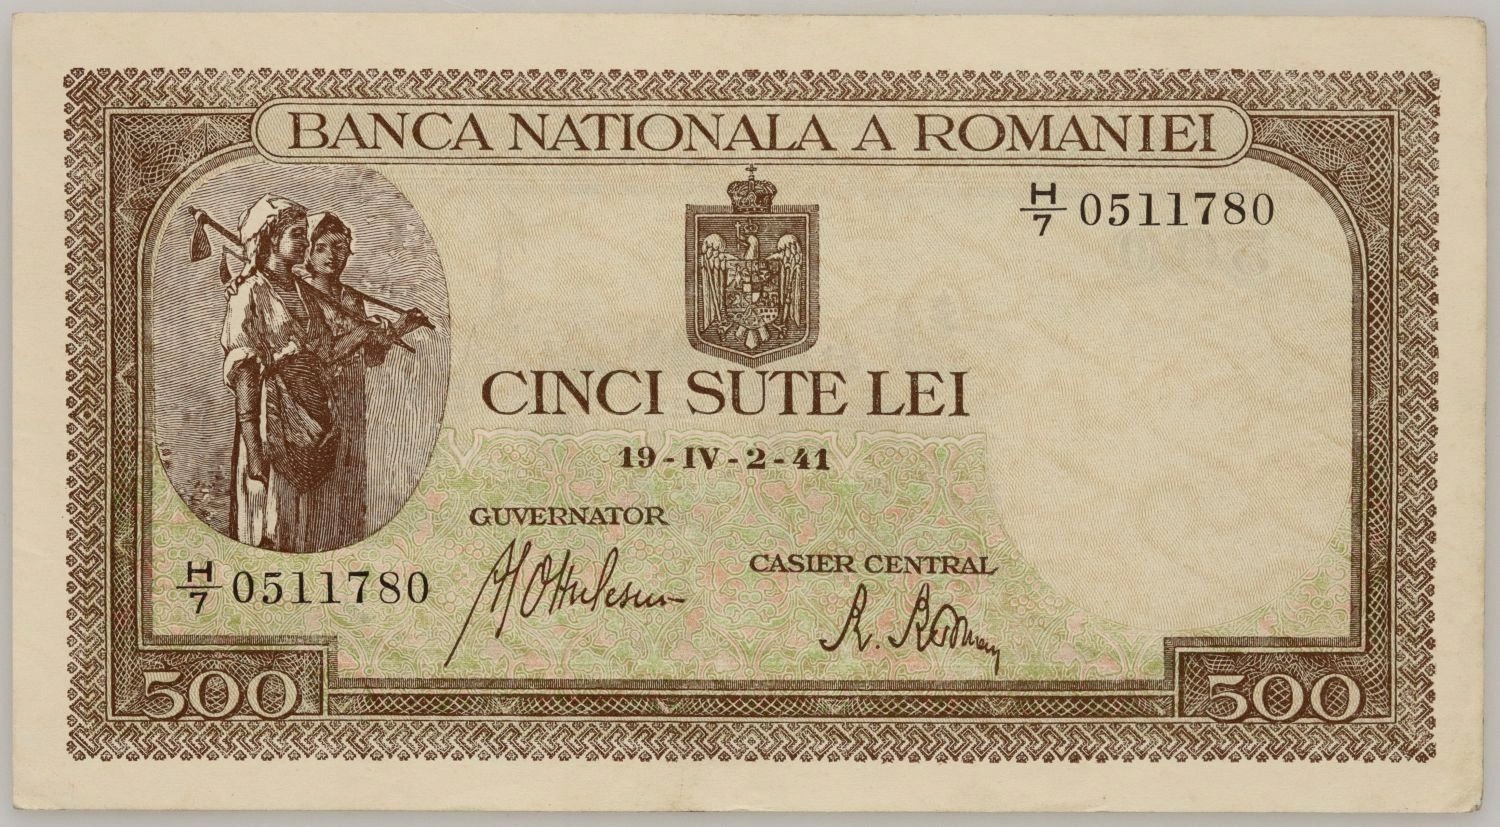 BANCA NATIONALA A ROMANIEI
H/7 0511780
CINCI SUTE LEI
19-IV-2-41
GUVERNATOR
CASIER CENTRAL
H/7 0511780
500
500